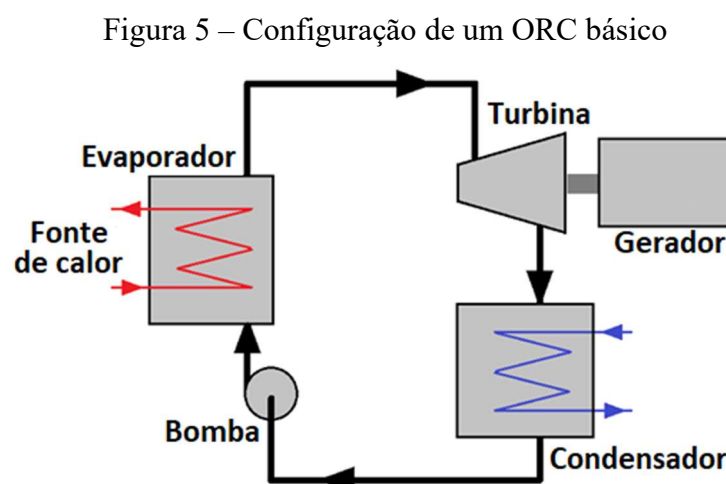 Figura 5 – Configuração de um ORC básico
Turbina
Evaporador
Fonte
de calor
Gerador
Bomba
Condensador